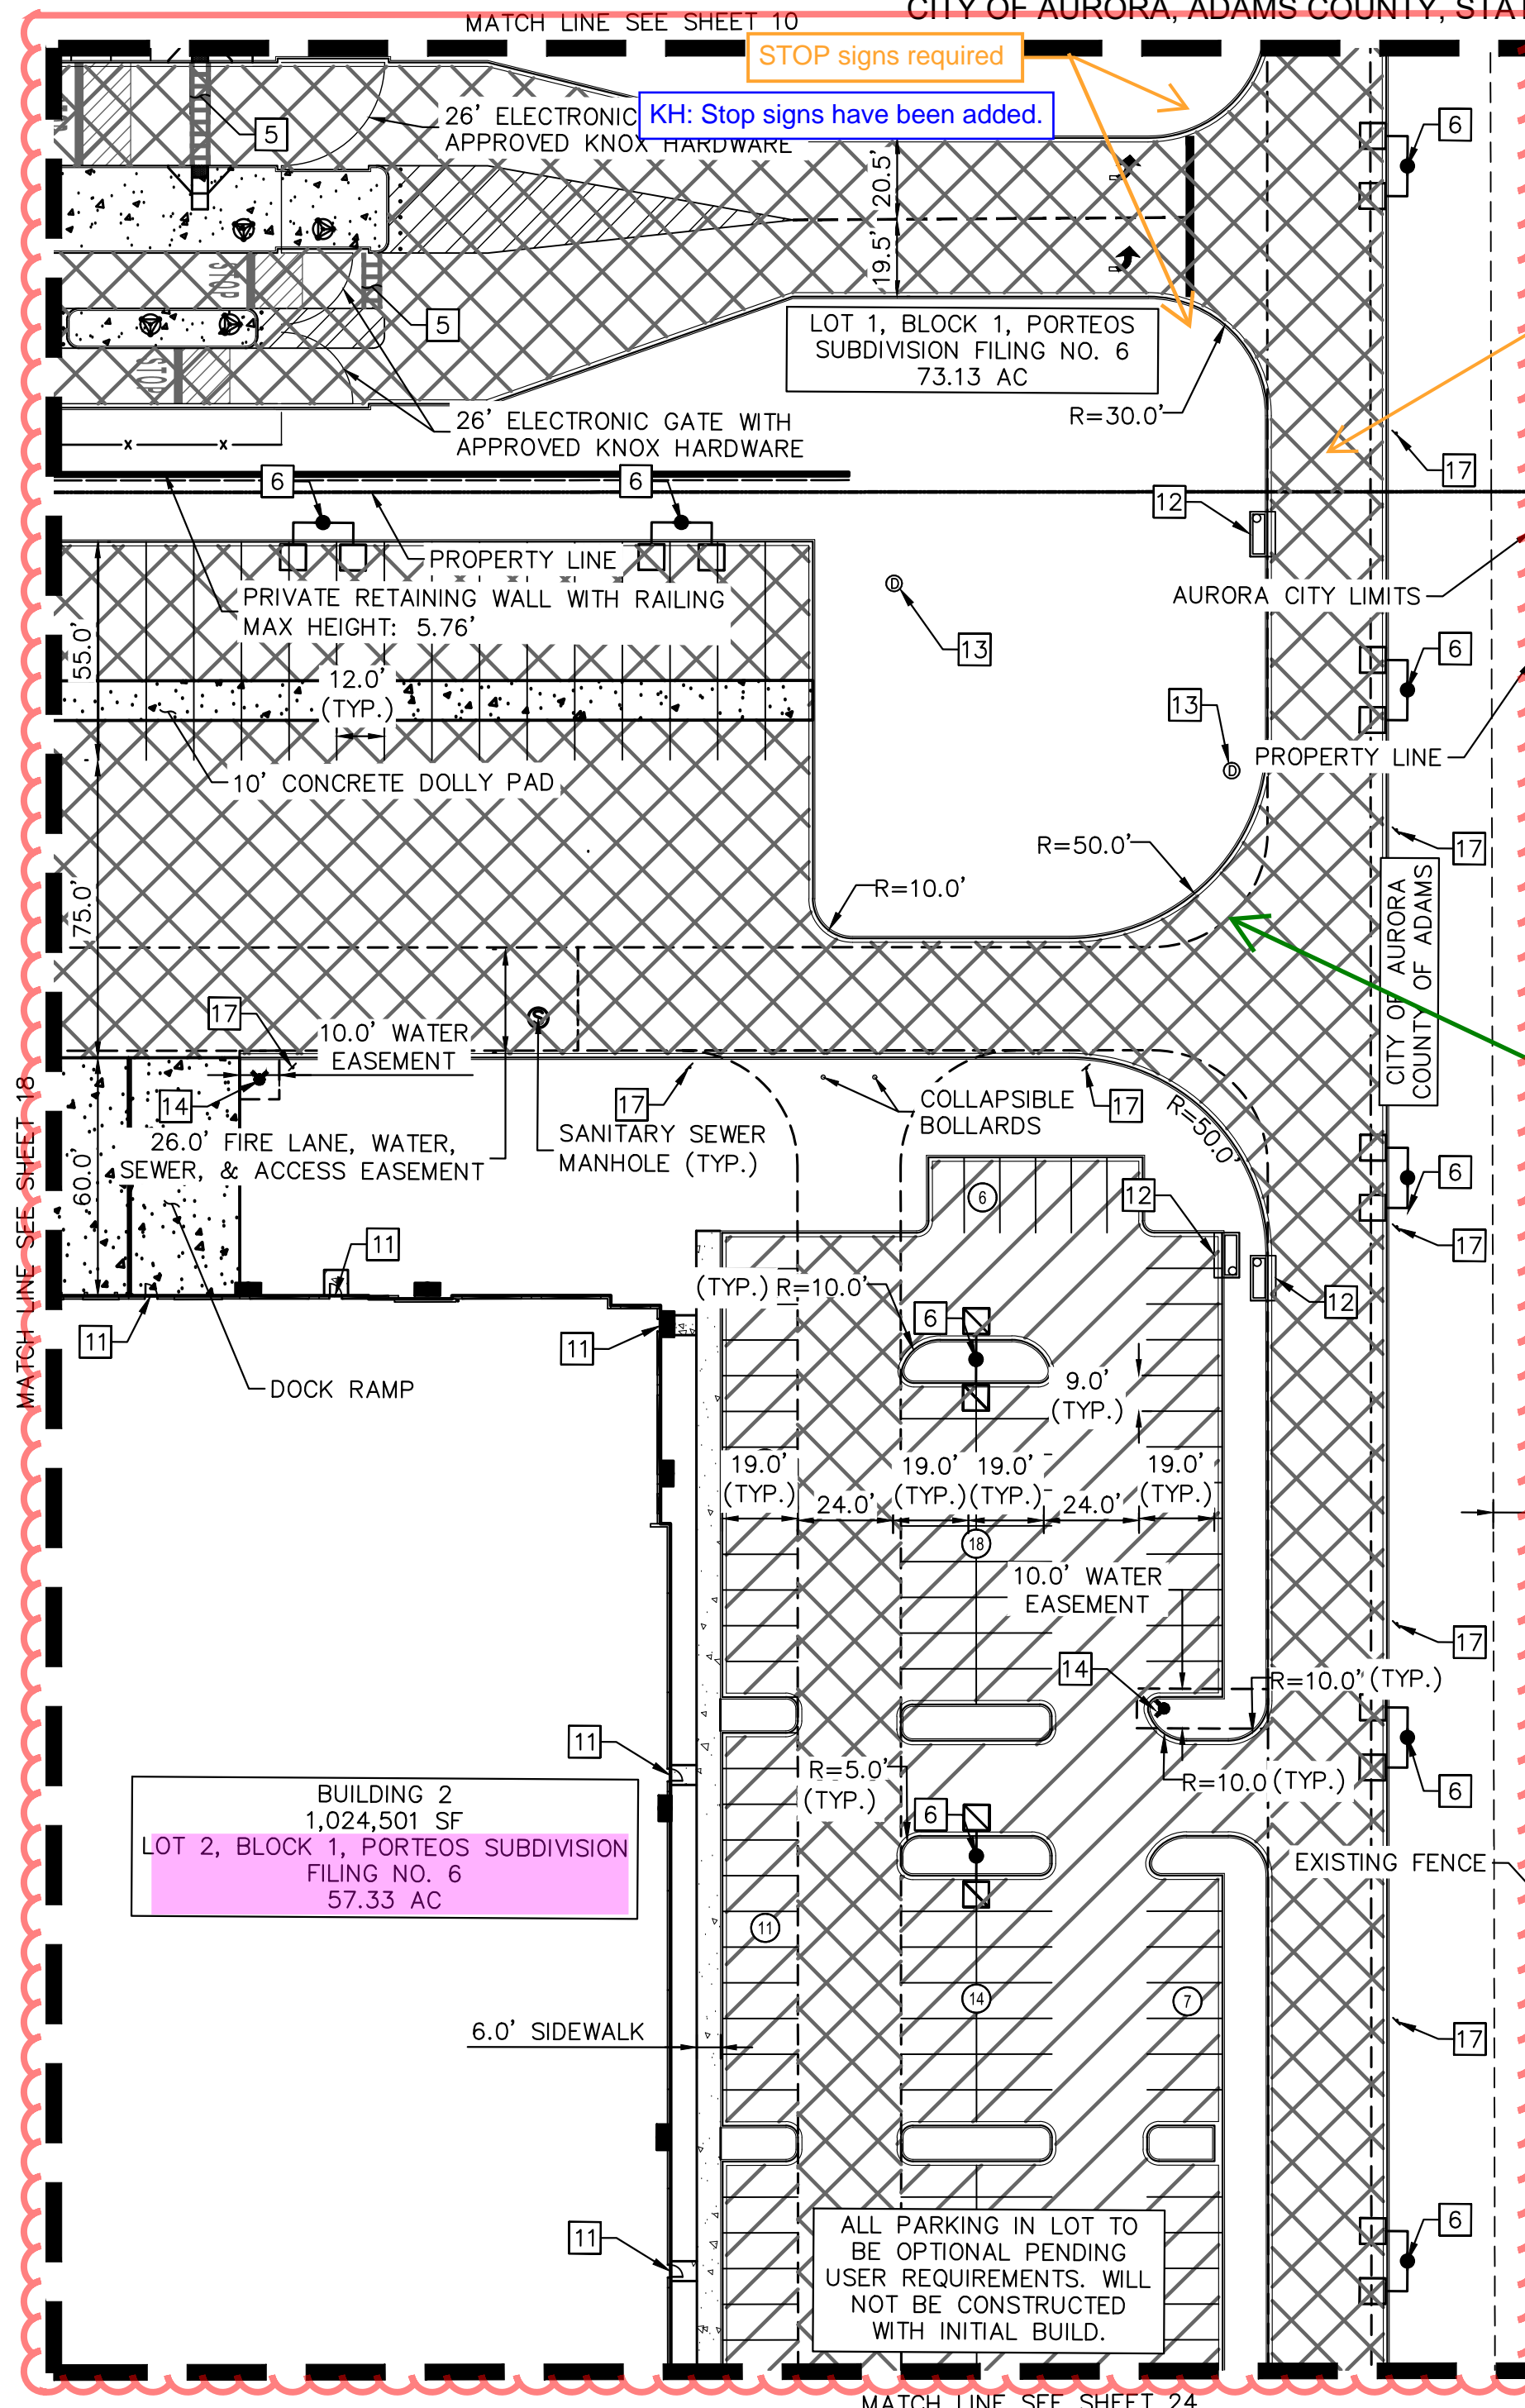 CITY OF AURORA, ADAMS COUNTY, STAT
MATCH LINE SEE SHEET 10
STOP signs required
KH: Stop signs have been added.
26' ELECTRONIC
APPROVED KNOX HARDWARE
5
6
20.5'
19.5'
STOP
5
STOP
LOT 1, BLOCK 1, PORTEOS
SUBDIVISION FILING NO. 6
73.13 AC
R=30.0'
26' ELECTRONIC GATE WITH
APPROVED KNOX HARDWARE
x x
17
6
6
12
PROPERTY LINE
D
AURORA CITY LIMITS
PRIVATE RETAINING WALL WITH RAILING
MAX HEIGHT: 5.76'
55.0'
13
6
12.0'
(TYP.)
13
D
PROPERTY LINE
10' CONCRETE DOLLY PAD
R=50.0'
17
R=10.0'
75.0'
CITY OF AURORA
COUNTY OF ADAMS
17
S
10.0' WATER
EASEMENT
14
17
COLLAPSIBLE
BOLLARDS
17
R=50.0'
26.0' FIRE LANE, WATER,
SEWER, & ACCESS EASEMENT
SANITARY SEWER
MANHOLE (TYP.)
60.0'
6
12
6
MATCH LINE SEE SHEET 18
11
17
(TYP.) R=10.0'
6
12
11
11
DOCK RAMP
9.0'
(TYP.)
19.0'
(TYP.)
24.0'
19.0'
(TYP.)
19.0'
(TYP.)
24.0'
19.0'
(TYP.)
18
10.0' WATER
EASEMENT
17
14
R=10.0' (TYP.)
11
R=5.0'
(TYP.)
R=10.0 (TYP.)
6
6
BUILDING 2
1,024,501 SF
LOT 2, BLOCK 1, PORTEOS SUBDIVISION
FILING NO. 6
57.33 AC
EXISTING FENCE
11
14
7
6.0' SIDEWALK
17
11
6
ALL PARKING IN LOT TO
BE OPTIONAL PENDING
USER REQUIREMENTS. WILL
NOT BE CONSTRUCTED
WITH INITIAL BUILD.
MATCH LINE SEE SHEET 24